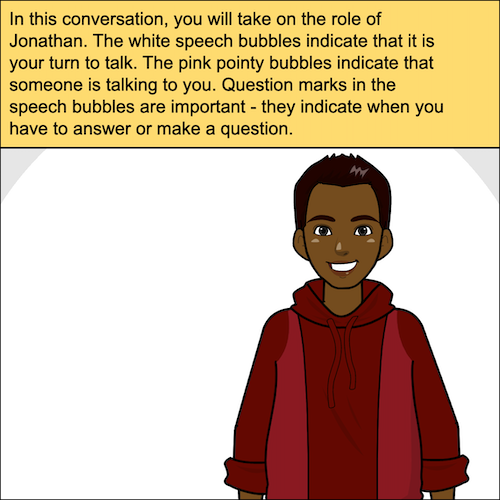 In this conversation, you will take on the role of
Jonathan. The white speech bubbles indicate that it is
your turn to talk. The pink pointy bubbles indicate that
someone is talking to you. Question marks in the
speech bubbles are important - they indicate when you
have to answer or make a question.